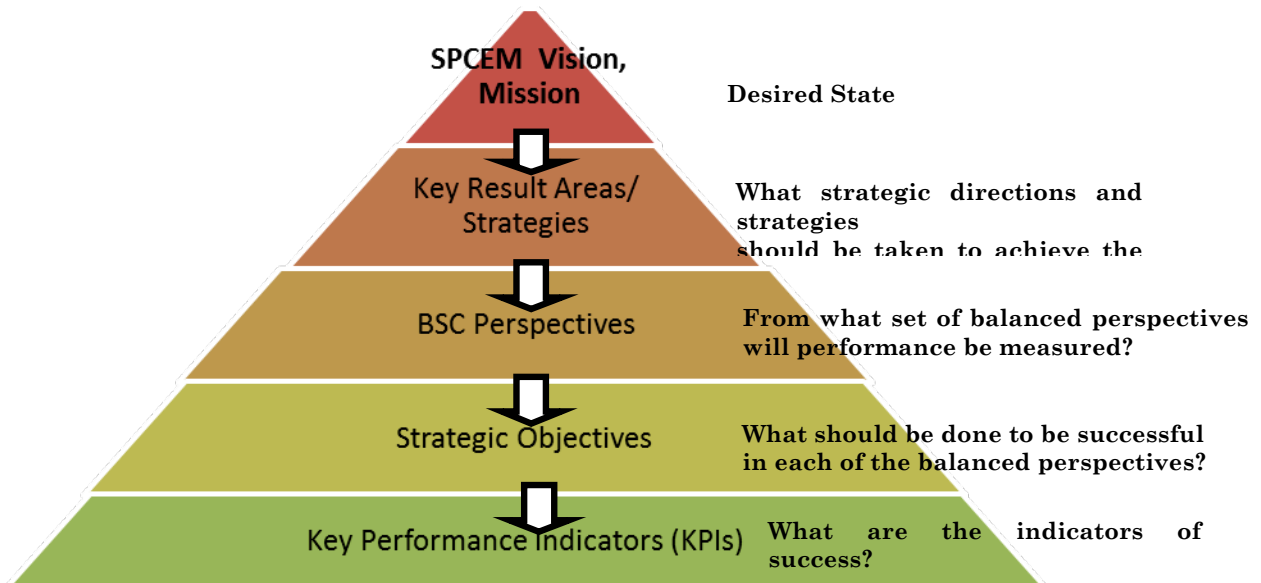 SPCEM Vision,
Mission
Desired State
Key Result Areas/
Strategies
What strategic directions and
strategies
should be taken to achieve the
BSC Perspectives
From what set of balanced perspectives
will performance be measured?
Strategic Objectives
What should be done to be successful
in each of the balanced perspectives?
Key Performance Indicators (KPIs)
What are the indicators of
success?